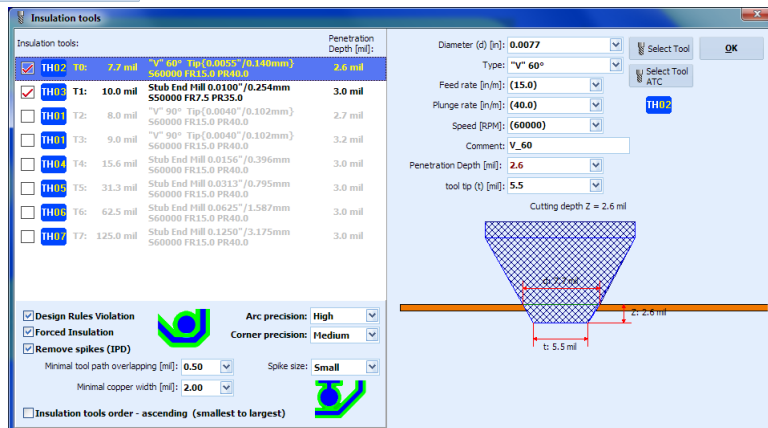 Insulation tools
Insulation tools:
Penetration
Depth [mil]:
TH02 T0: 7.7 mil "V" 60° Tip{0.0055"/0.140mm} 2.6 mil
S60000 FR15.0 PR40.0
TH03 T1: 10.0 mil Stub End Mill 0.0100"/0.254mm 3.0 mil
S50000 FR7.5 PR35.0
TH01 T2: 8.0 mil "V" 90° Tip{0.0040"/0.102mm} 2.7 mil
S60000 FR15.0 PR40.0
TH01 T3: 9.0 mil "V" 90° Tip{0.0040"/0.102mm} 3.2 mil
S60000 FR15.0 PR40.0
TH04 T4: 15.6 mil Stub End Mill 0.0156"/0.396mm 3.0 mil
S60000 FR15.0 PR40.0
TH05 T5: 31.3 mil Stub End Mill 0.0313"/0.795mm 3.0 mil
S60000 FR15.0 PR40.0
TH06 T6: 62.5 mil Stub End Mill 0.0625"/1.587mm 3.0 mil
S60000 FR15.0 PR40.0
TH07 T7: 125.0 mil Stub End Mill 0.1250"/3.175mm 3.0 mil
S60000 FR15.0 PR40.0
Design Rules Violation
Forced Insulation
Remove spikes (IPD)
Arc precision: High
Corner precision: Medium
Minimal tool path overlapping [mil]: 0.50
Spike size: Small
Minimal copper width [mil]: 2.00
Insulation tools order - ascending (smallest to largest)
Diameter (d) [in]: 0.0077
Type: "V" 60°
Feed rate [in/m]: (15.0)
Plunge rate [in/m]: (40.0)
Speed [RPM]: (60000)
Comment: V_60
Penetration Depth [mil]: 2.6
tool tip (t) [mil]: 5.5
Select Tool
OK
Select Tool
ATC
TH02
Cutting depth Z = 2.6 mil
d: 7.7 mil
Z: 2.6 mil
t: 5.5 mil